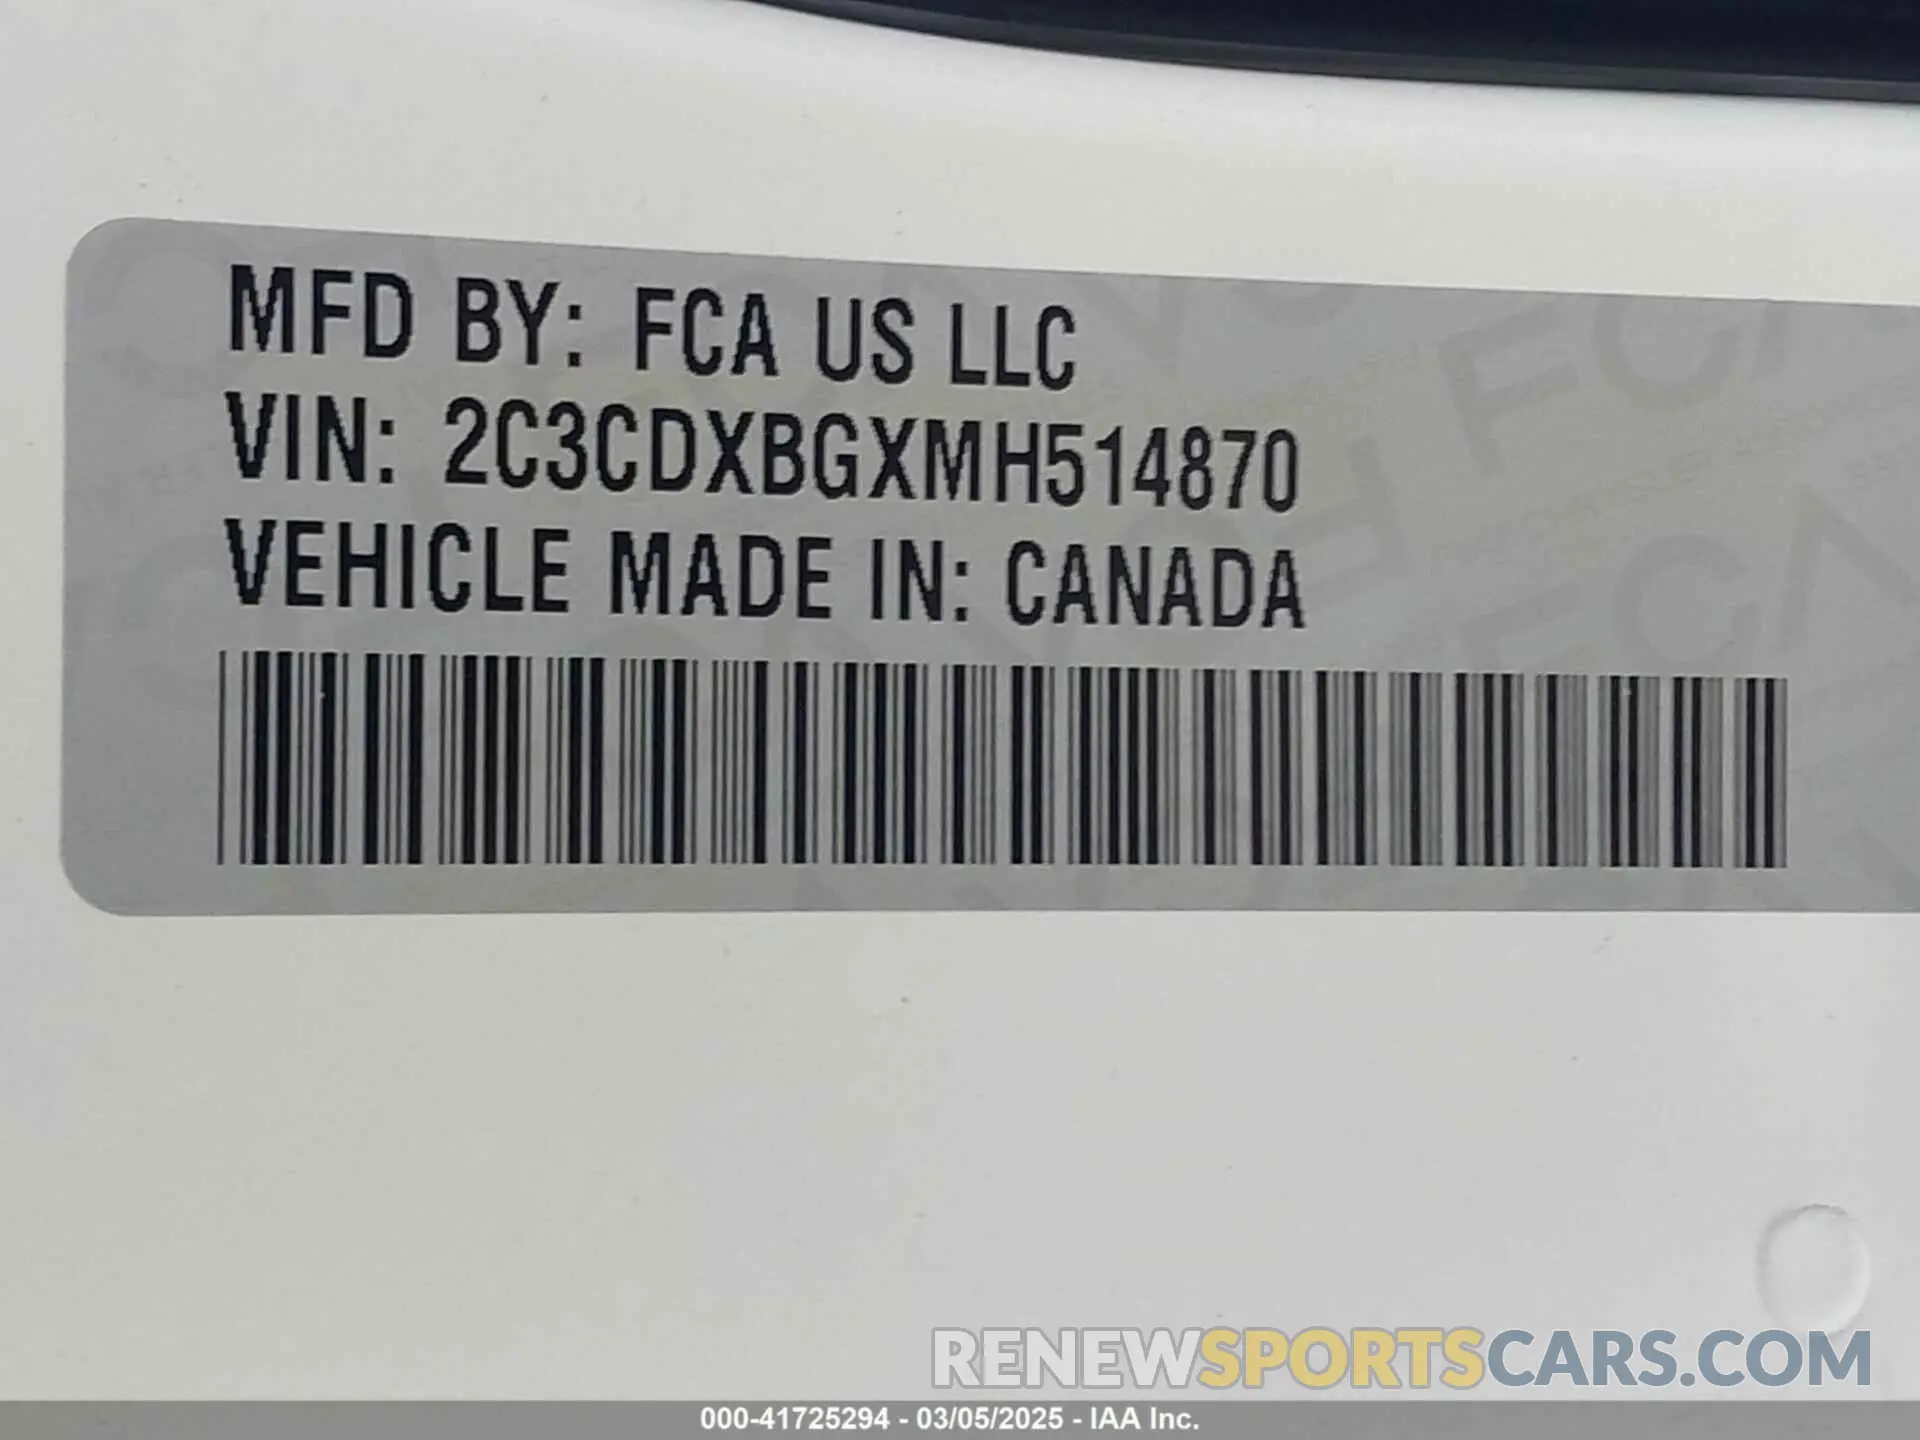 MFD BY: FCA US LLC
VIN: 2C3CDXBGXMH514870
VEHICLE MADE IN: CANADA
RENEWSPORTSCARS.COM
000-41725294 - 03/05/2025 - IAA Inc.